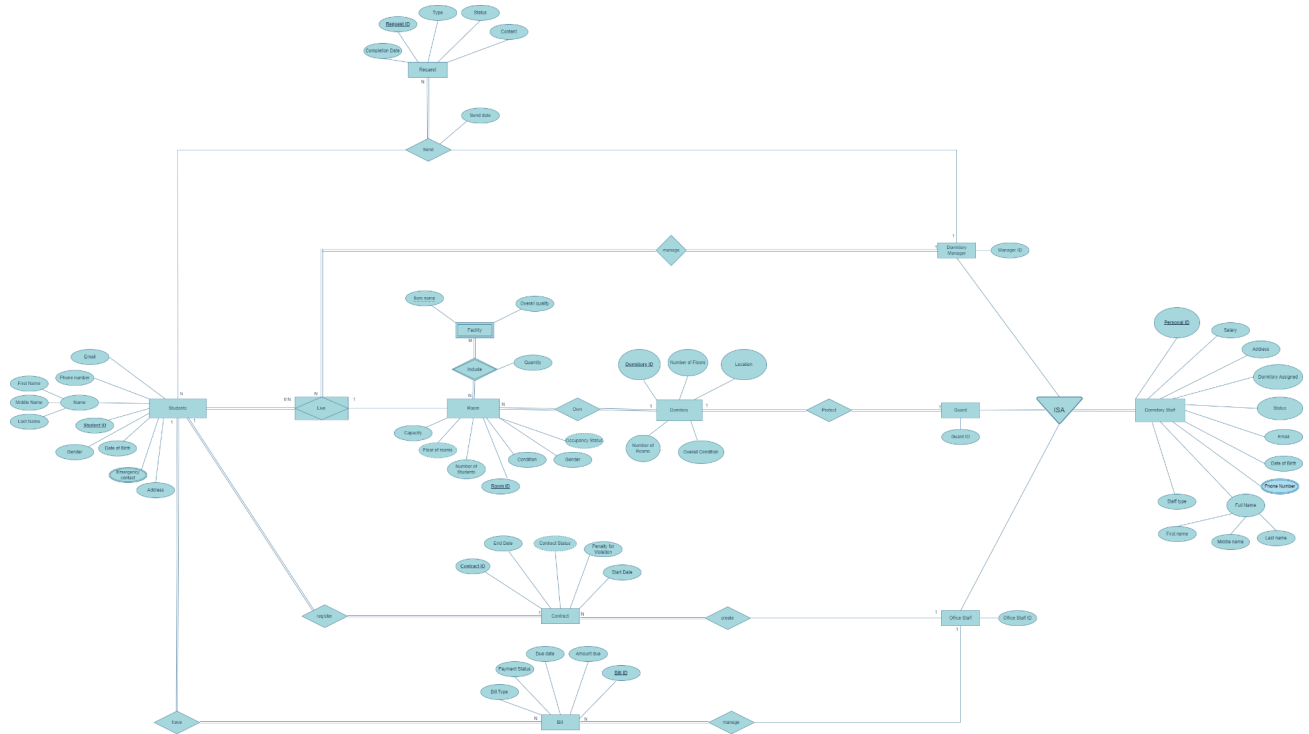 Type
Status
Request ID
Content
Completion Date
Request
N
Send date
Send
N
1
manage
1
Dormitory
Manager
Manager ID
N
Item name
Overall quality
Facility
M
Include
Quantity
N
Email
Phone number
First Name
Middle Name
Name
Last Name
Student ID
Gender
Date of Birth
Emergency
contact
Address
Students
1
1
Live
1
Room
N
Capacity
Floor of rooms
Number of
Students
Room ID
Condition
Gender
Occupancy Status
Own
1
Dormitory ID
Number of Floors
Location
Dormitory
1
Number of
Rooms
Overall Condition
Protect
Guard
Guard ID
ISA
Dormitory Staff
Personal ID
Salary
Address
Dormitory Assigned
Status
Email
Date of Birth
Phone Number
Staff type
Full Name
First name
Middle name
Last name
End Date
Contract Status
Penalty for
Violation
Contract ID
Start Date
register
1
Contract
N
create
1
Office Staff
1
Office Staff ID
Due date
Amount due
Payment Status
Bill ID
Bill Type
have
N
Bill
N
manage